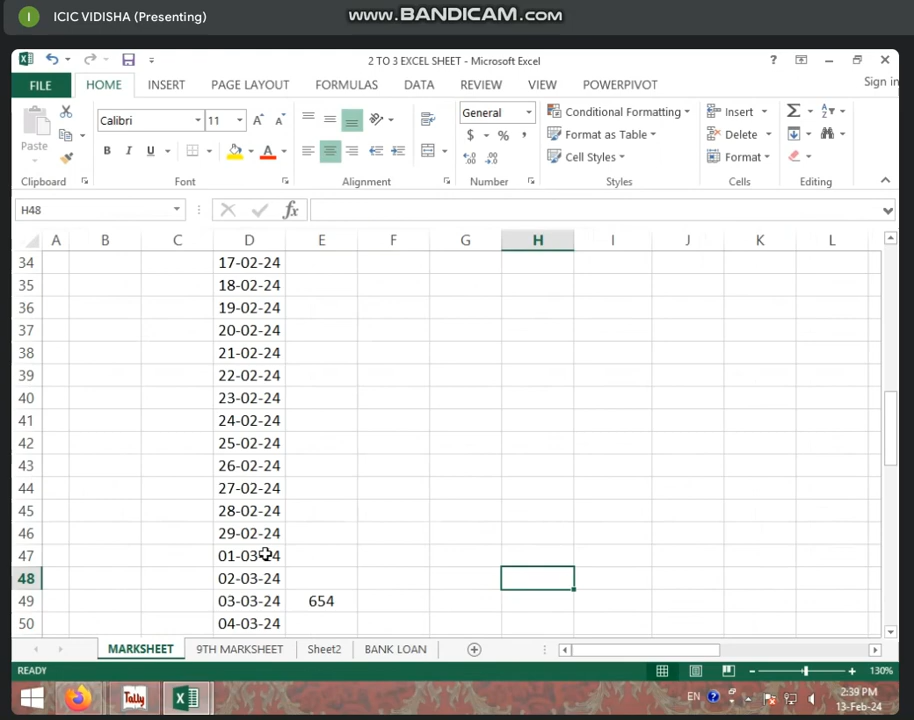 I ICIC VIDISHA (Presenting)
www.BANDICAM.com
2 TO 3 EXCEL SHEET - Microsoft Excel
?
FILE HOME INSERT PAGE LAYOUT FORMULAS DATA REVIEW VIEW POWERPIVOT Sign in
Calibri 11 General Conditional Formatting Insert
Paste B I U A $ % , Format as Table Delete
Cell Styles Format
Clipboard Font Alignment Number Styles Cells Editing
H48 fx
A B C D E F G H I J K L
34 17-02-24
35 18-02-24
36 19-02-24
37 20-02-24
38 21-02-24
39 22-02-24
40 23-02-24
41 24-02-24
42 25-02-24
43 26-02-24
44 27-02-24
45 28-02-24
46 29-02-24
47 01-03-24
48 02-03-24
49 03-03-24 654
50 04-03-24
MARKSHEET 9TH MARKSHEET Sheet2 BANK LOAN
READY 130%
Tally EN 2:39 PM
13-Feb-24